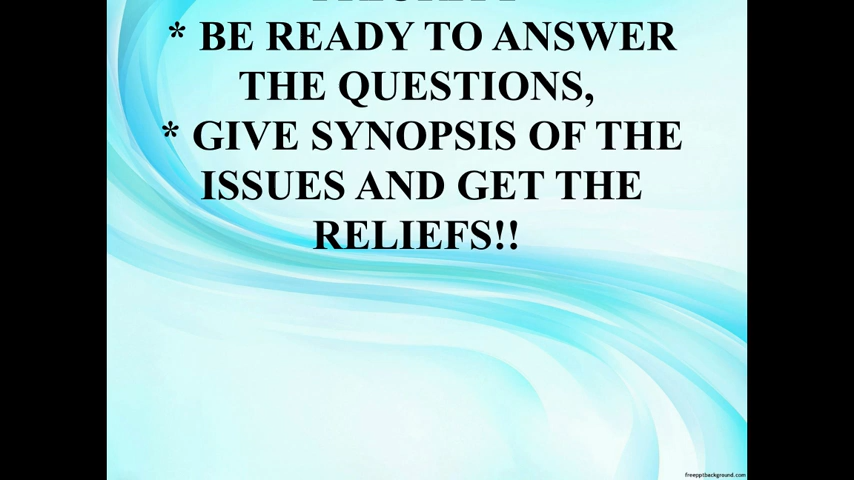 * BE READY TO ANSWER
THE QUESTIONS,
* GIVE SYNOPSIS OF THE
ISSUES AND GET THE
RELIEFS!!
freepptbackground.com